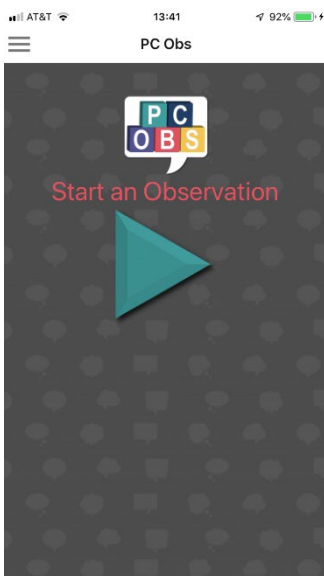 AT&T 13:41 92%
PC Obs
PC
OBS
Start an Observation